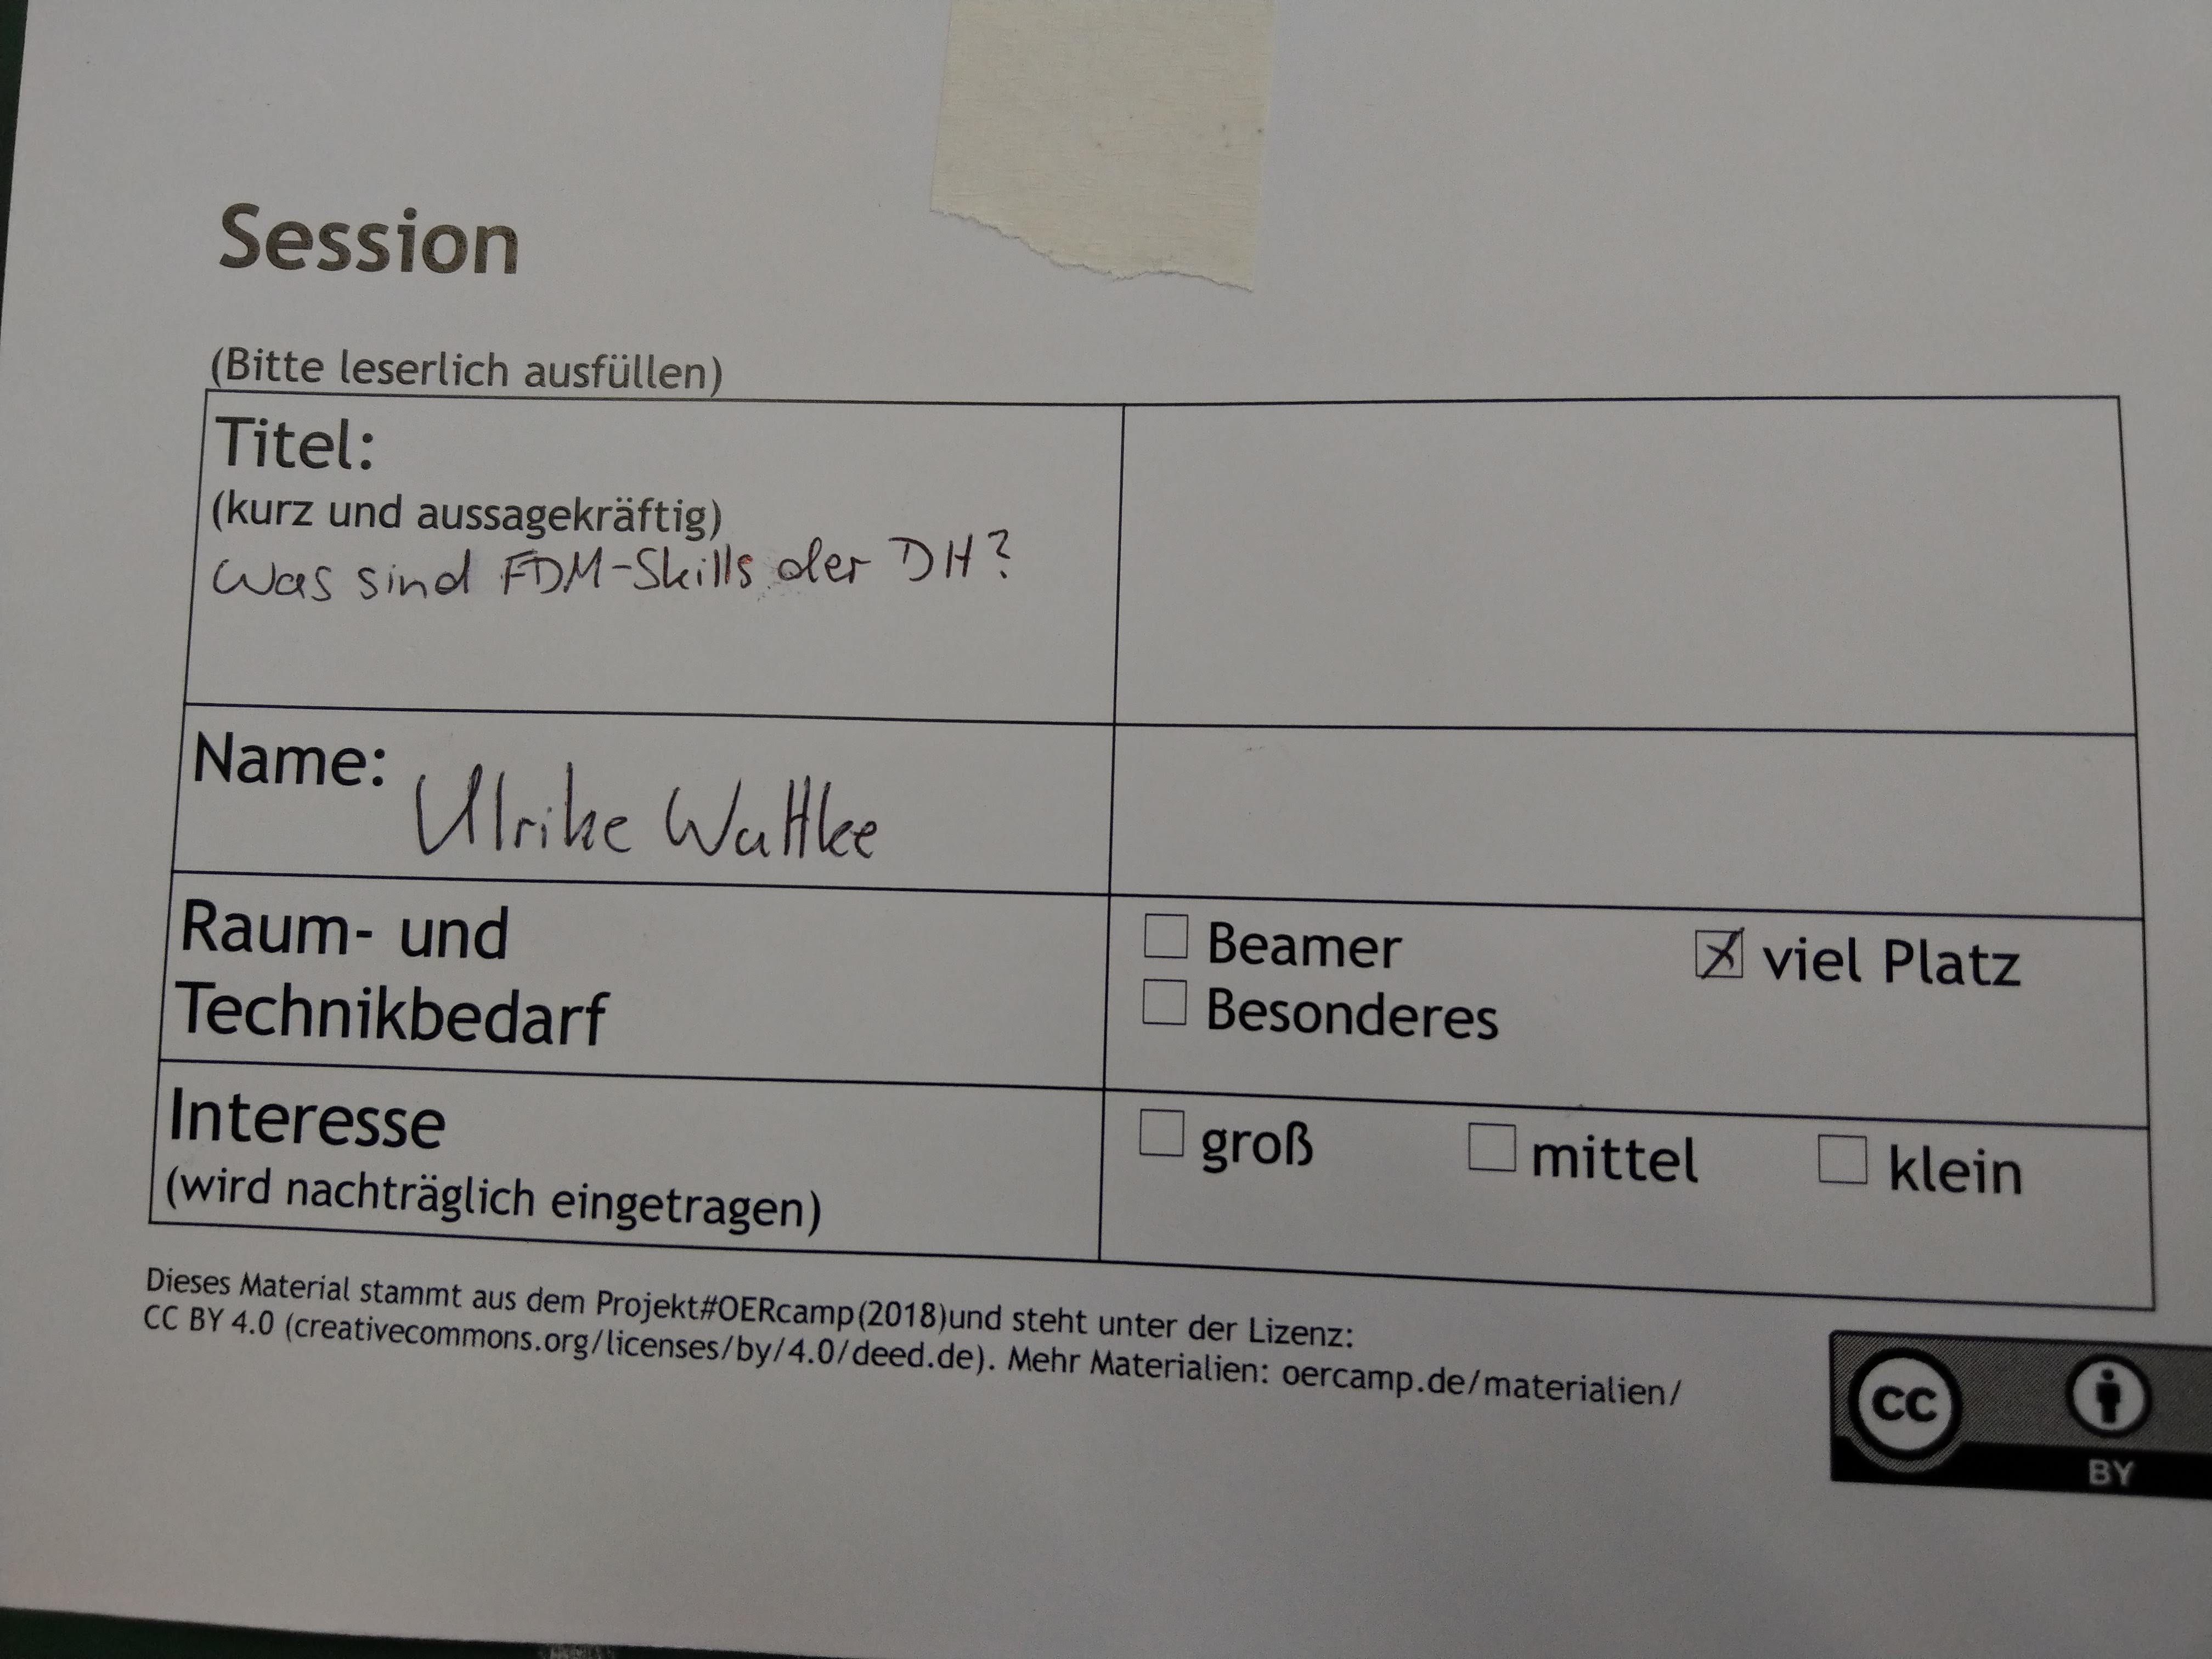 Session
(Bitte leserlich ausfüllen)
Titel:
(kurz und aussagekräftig)
Was sind FDM-Skills der DH?
Name: Ulrike Wuttke
Raum- und
Technikbedarf
Beamer
viel Platz
Besonderes
Interesse
(wird nachträglich eingetragen)
groß
mittel
klein
Dieses Material stammt aus dem Projekt#OERcamp(2018)und steht unter der Lizenz:
CC BY 4.0 (creativecommons.org/licenses/by/4.0/deed.de). Mehr Materialien: oercamp.de/materialien/
CC
BY